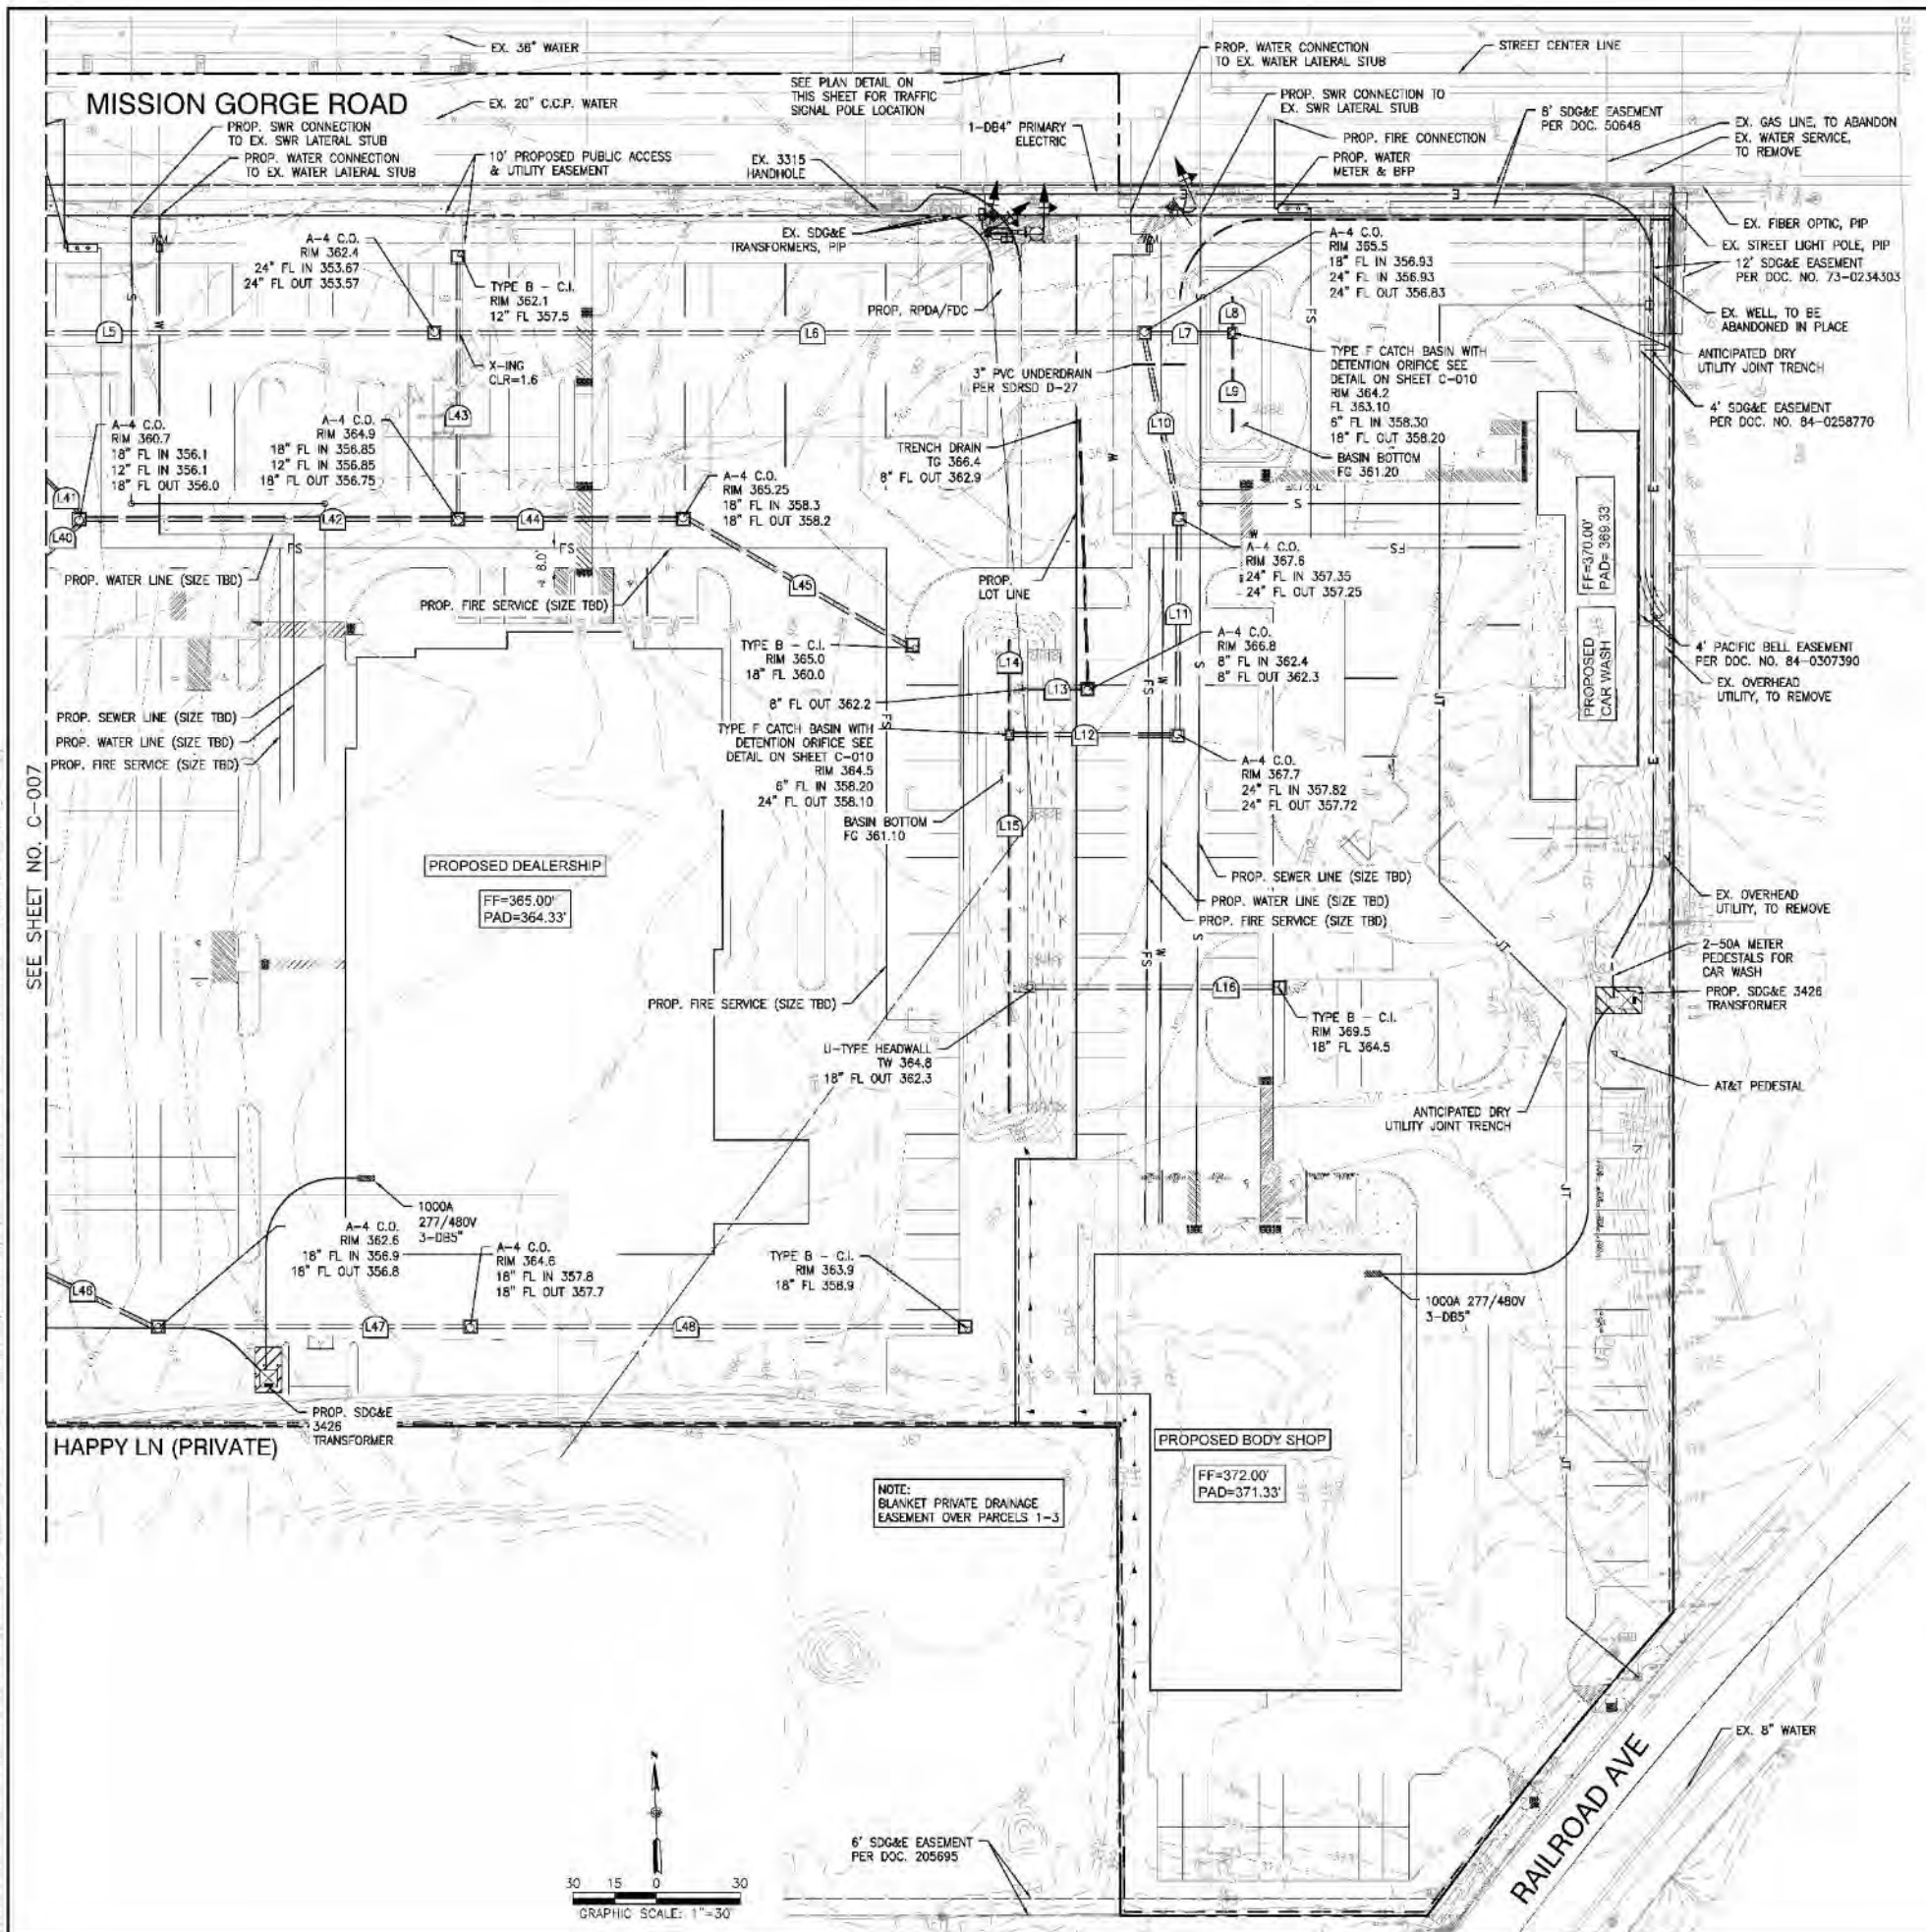 EX. 36" WATER
MISSION GORGE ROAD
EX. 20" C.C.P. WATER
PROP. SWR CONNECTION
TO EX. SWR LATERAL STUB
PROP. WATER CONNECTION
TO EX. WATER LATERAL STUB
10' PROPOSED PUBLIC ACCESS
& UTILITY EASEMENT
SEE PLAN DETAIL ON
THIS SHEET FOR TRAFFIC
SIGNAL POLE LOCATION
1-DB4" PRIMARY
ELECTRIC
EX. 3315
HANDHOLE
EX. SDG&E
TRANSFORMERS, PIP
PROP. WATER CONNECTION
TO EX. WATER LATERAL STUB
STREET CENTER LINE
PROP. SWR CONNECTION TO
EX. SWR LATERAL STUB
PROP. FIRE CONNECTION
PROP. WATER
METER & BFP
8' SDG&E EASEMENT
PER DOC. 50648
EX. GAS LINE, TO ABANDON
EX. WATER SERVICE,
TO REMOVE
EX. FIBER OPTIC, PIP
EX. STREET LIGHT POLE, PIP
12' SDG&E EASEMENT
PER DOC. NO. 73-0234303
EX. WELL, TO BE
ABANDONED IN PLACE
ANTICIPATED DRY
UTILITY JOINT TRENCH
4' SDG&E EASEMENT
PER DOC. NO. 84-0258770
A-4 C.O.
RIM 362.4
24" FL IN 353.67
24" FL OUT 353.57
TYPE B - C.I.
RIM 362.1
12" FL 357.5
PROP. RPDA/FDC
A-4 C.O.
RIM 365.5
18" FL IN 356.93
24" FL IN 356.93
24" FL OUT 356.83
L5
L6
L7
L8
L9
X-ING
CLR=1.6
L43
3" PVC UNDERDRAIN
PER SDRSD D-27
L10
TYPE F CATCH BASIN WITH
DETENTION ORIFICE SEE
DETAIL ON SHEET C-010
RIM 364.2
FL 363.10
6" FL IN 358.30
18" FL OUT 358.20
BASIN BOTTOM
FG 361.20
A-4 C.O.
RIM 360.7
18" FL IN 356.1
12" FL IN 356.1
18" FL OUT 356.0
A-4 C.O.
RIM 364.9
18" FL IN 356.85
12" FL IN 356.85
18" FL OUT 356.75
A-4 C.O.
RIM 365.25
18" FL IN 358.3
18" FL OUT 358.2
TRENCH DRAIN
TG 366.4
8" FL OUT 362.9
L41
L40
L42
L44
L45
FS
FS
8.0'
PROP. WATER LINE (SIZE TBD)
PROP. FIRE SERVICE (SIZE TBD)
PROP.
LOT LINE
A-4 C.O.
RIM 367.6
24" FL IN 357.35
24" FL OUT 357.25
FF=370.00'
PAD= 369.33'
PROPOSED
CAR WASH
L11
TYPE B - C.I.
RIM 365.0
18" FL 360.0
L14
L13
A-4 C.O.
RIM 366.8
8" FL IN 362.4
8" FL OUT 362.3
4' PACIFIC BELL EASEMENT
PER DOC. NO. 84-0307390
EX. OVERHEAD
UTILITY, TO REMOVE
8" FL OUT 362.2
PROP. SEWER LINE (SIZE TBD)
PROP. WATER LINE (SIZE TBD)
PROP. FIRE SERVICE (SIZE TBD)
TYPE F CATCH BASIN WITH
DETENTION ORIFICE SEE
DETAIL ON SHEET C-010
RIM 364.5
6" FL IN 358.20
24" FL OUT 358.10
L12
A-4 C.O.
RIM 367.7
24" FL IN 357.82
24" FL OUT 357.72
SEE SHEET NO. C-007
BASIN BOTTOM
FG 361.10
L15
PROPOSED DEALERSHIP
FF=365.00'
PAD=364.33'
PROP. SEWER LINE (SIZE TBD)
PROP. WATER LINE (SIZE TBD)
PROP. FIRE SERVICE (SIZE TBD)
EX. OVERHEAD
UTILITY, TO REMOVE
2-50A METER
PEDESTALS FOR
CAR WASH
PROP. SDG&E 3426
TRANSFORMER
PROP. FIRE SERVICE (SIZE TBD)
L16
TYPE B - C.I.
RIM 369.5
18" FL 364.5
U-TYPE HEADWALL
TW 364.8
18" FL OUT 362.3
AT&T PEDESTAL
ANTICIPATED DRY
UTILITY JOINT TRENCH
1000A
277/480V
3-DB5"
A-4 C.O.
RIM 362.6
18" FL IN 356.9
18" FL OUT 356.8
A-4 C.O.
RIM 364.6
18" FL IN 357.8
18" FL OUT 357.7
TYPE B - C.I.
RIM 363.9
18" FL 358.9
1000A 277/480V
3-DB5"
L46
L47
L48
PROP. SDG&E
3426
TRANSFORMER
HAPPY LN (PRIVATE)
PROPOSED BODY SHOP
FF=372.00'
PAD=371.33'
NOTE:
BLANKET PRIVATE DRAINAGE
EASEMENT OVER PARCELS 1-3
EX. 8" WATER
RAILROAD AVE
6' SDG&E EASEMENT
PER DOC. 205695
N
30 15 0 30
GRAPHIC SCALE: 1"=30'